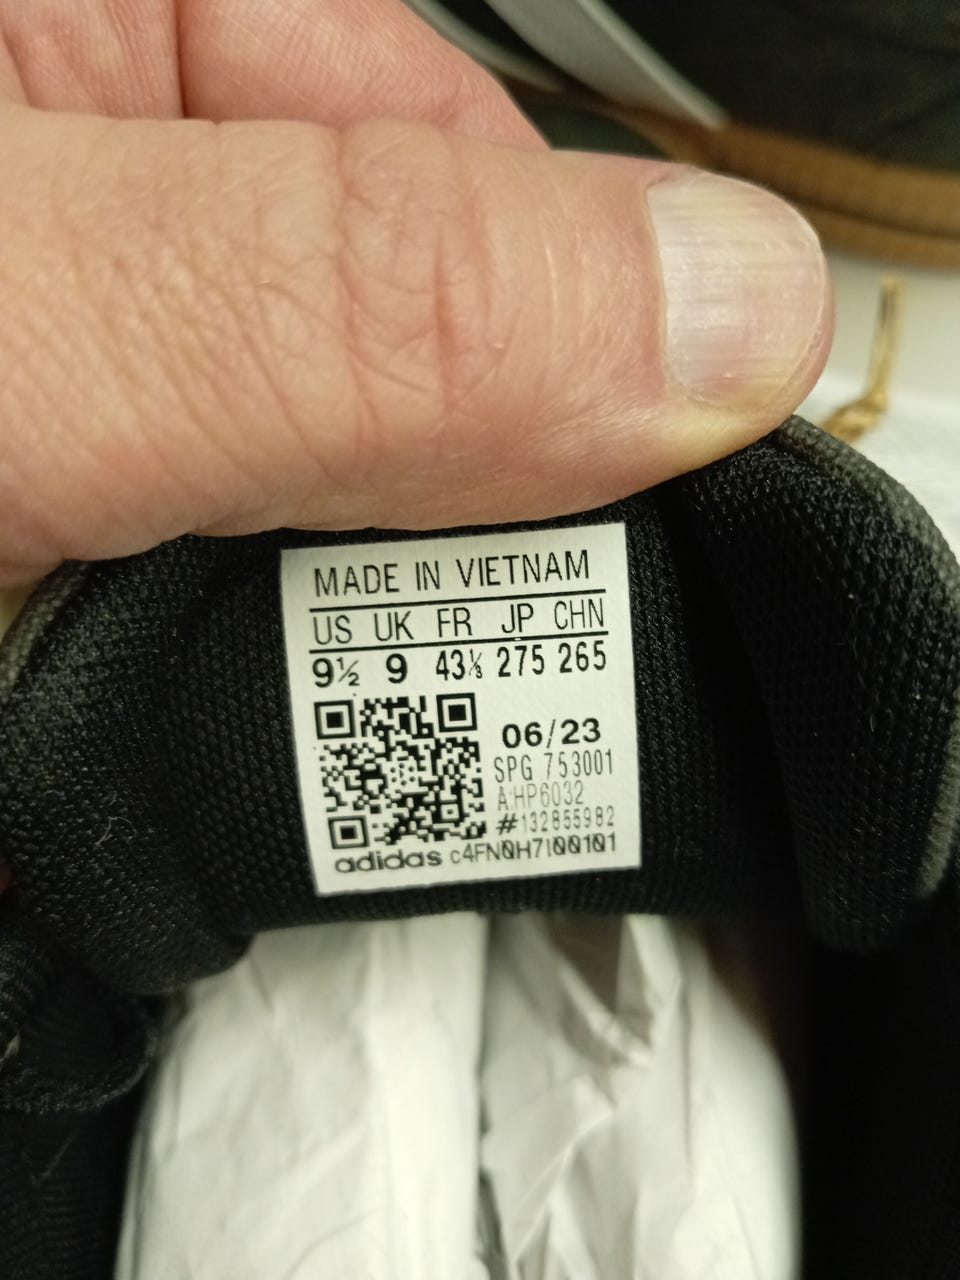 MADE IN VIETNAM
US UK FR JP CHN
9½ 9 43⅓ 275 265
06/23
SPG 753001
A:HP6032
#132855982
adidas c4FN0H7I00101